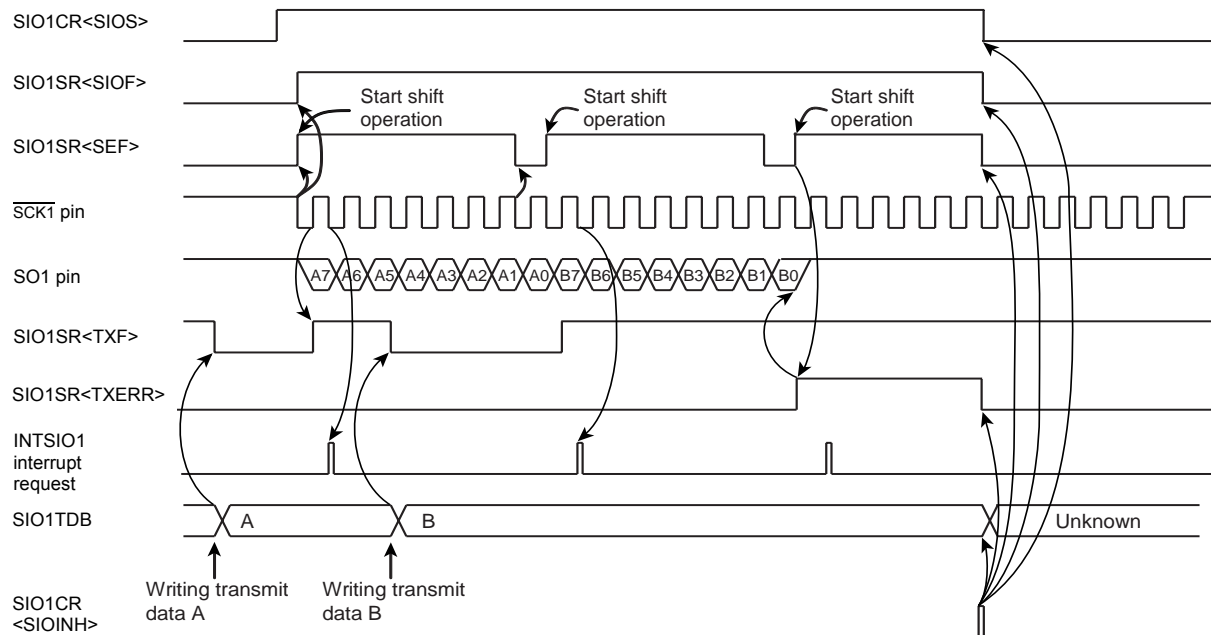 SIO1CR<SIOS>
SIO1SR<SIOF>
Start shift
operation
Start shift
operation
Start shift
operation
SIO1SR<SEF>
SCK1 pin
SO1 pin
A7 A6 A5 A4 A3 A2 A1 A0 B7 B6 B5 B4 B3 B2 B1 B0
SIO1SR<TXF>
SIO1SR<TXERR>
INTSIO1
interrupt
request
SIO1TDB
A
B
Unknown
Writing transmit
data A
Writing transmit
data B
SIO1CR
<SIOINH>